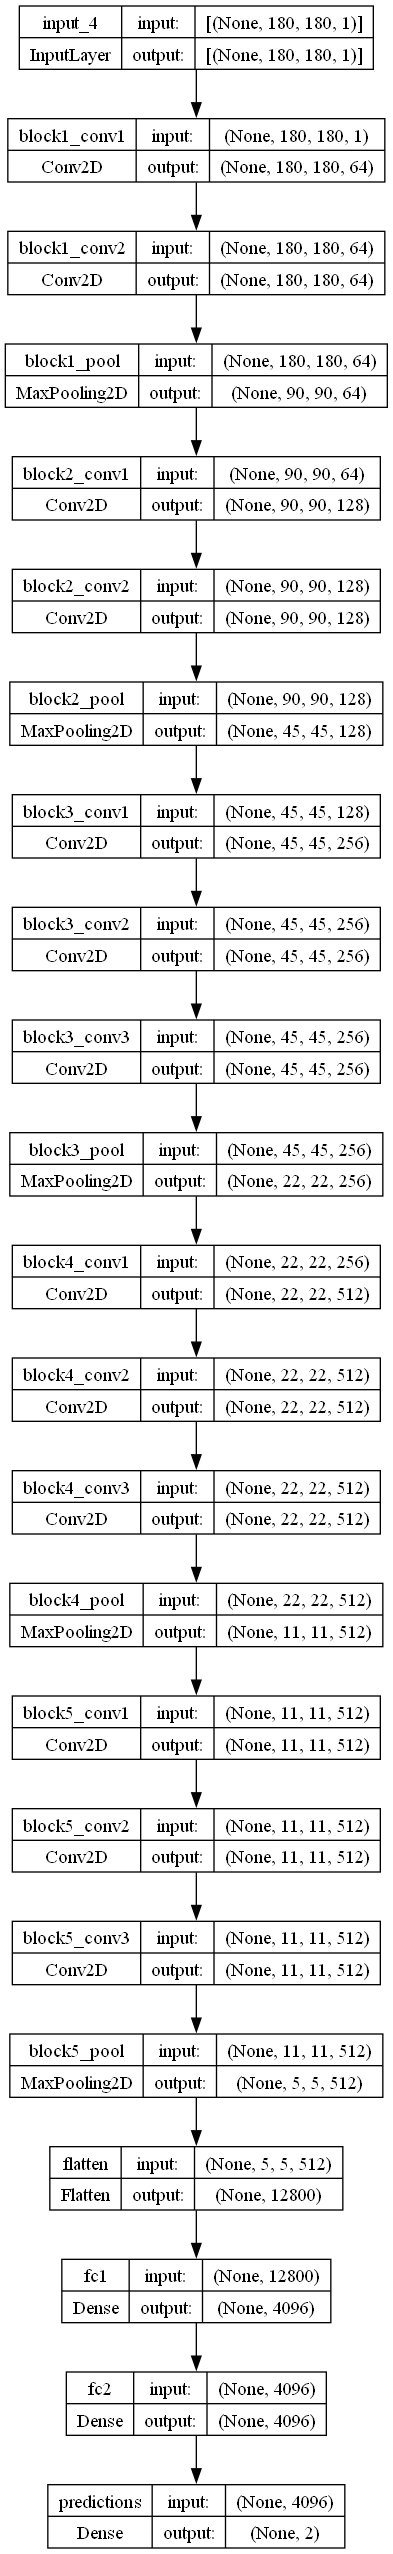 input_4 input: [(None, 180, 180, 1)]
InputLayer output: [(None, 180, 180, 1)]
block1_conv1 input: (None, 180, 180, 1)
Conv2D output: (None, 180, 180, 64)
block1_conv2 input: (None, 180, 180, 64)
Conv2D output: (None, 180, 180, 64)
block1_pool input: (None, 180, 180, 64)
MaxPooling2D output: (None, 90, 90, 64)
block2_conv1 input: (None, 90, 90, 64)
Conv2D output: (None, 90, 90, 128)
block2_conv2 input: (None, 90, 90, 128)
Conv2D output: (None, 90, 90, 128)
block2_pool input: (None, 90, 90, 128)
MaxPooling2D output: (None, 45, 45, 128)
block3_conv1 input: (None, 45, 45, 128)
Conv2D output: (None, 45, 45, 256)
block3_conv2 input: (None, 45, 45, 256)
Conv2D output: (None, 45, 45, 256)
block3_conv3 input: (None, 45, 45, 256)
Conv2D output: (None, 45, 45, 256)
block3_pool input: (None, 45, 45, 256)
MaxPooling2D output: (None, 22, 22, 256)
block4_conv1 input: (None, 22, 22, 256)
Conv2D output: (None, 22, 22, 512)
block4_conv2 input: (None, 22, 22, 512)
Conv2D output: (None, 22, 22, 512)
block4_conv3 input: (None, 22, 22, 512)
Conv2D output: (None, 22, 22, 512)
block4_pool input: (None, 22, 22, 512)
MaxPooling2D output: (None, 11, 11, 512)
block5_conv1 input: (None, 11, 11, 512)
Conv2D output: (None, 11, 11, 512)
block5_conv2 input: (None, 11, 11, 512)
Conv2D output: (None, 11, 11, 512)
block5_conv3 input: (None, 11, 11, 512)
Conv2D output: (None, 11, 11, 512)
block5_pool input: (None, 11, 11, 512)
MaxPooling2D output: (None, 5, 5, 512)
flatten input: (None, 5, 5, 512)
Flatten output: (None, 12800)
fc1 input: (None, 12800)
Dense output: (None, 4096)
fc2 input: (None, 4096)
Dense output: (None, 4096)
predictions input: (None, 4096)
Dense output: (None, 2)